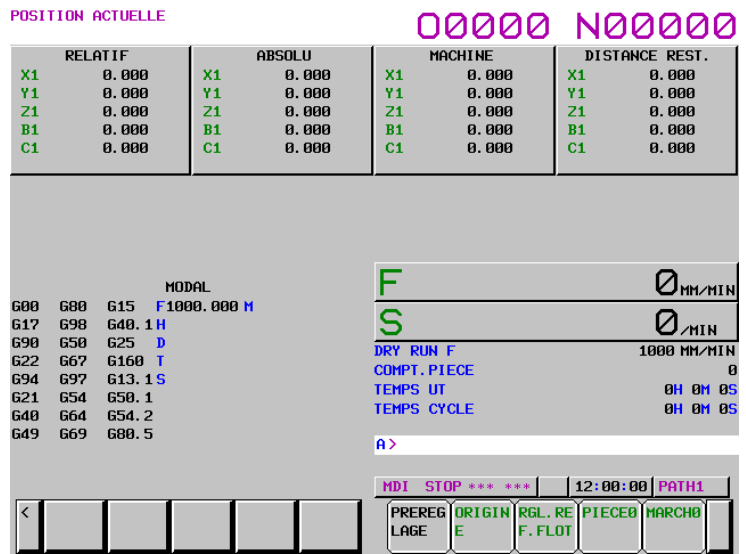 POSITION ACTUELLE O0000 N00000
RELATIF ABSOLU MACHINE DISTANCE REST.
X1 0.000 X1 0.000 X1 0.000 X1 0.000
Y1 0.000 Y1 0.000 Y1 0.000 Y1 0.000
Z1 0.000 Z1 0.000 Z1 0.000 Z1 0.000
B1 0.000 B1 0.000 B1 0.000 B1 0.000
C1 0.000 C1 0.000 C1 0.000 C1 0.000
MODAL
G00 G80 G15 F1000.000 M
G17 G98 G40.1 H
G90 G50 G25 D
G22 G67 G160 T
G94 G97 G13.1 S
G21 G54 G50.1
G40 G64 G54.2
G49 G69 G80.5
F 0 MM/MIN
S 0 /MIN
DRY RUN F 1000 MM/MIN
COMPT.PIECE 0
TEMPS UT 0H 0M 0S
TEMPS CYCLE 0H 0M 0S
A>
MDI STOP *** *** 12:00:00 PATH1
< PREREG ORIGIN RGL.RE PIECE0 MARCH0
LAGE E F.FLOT